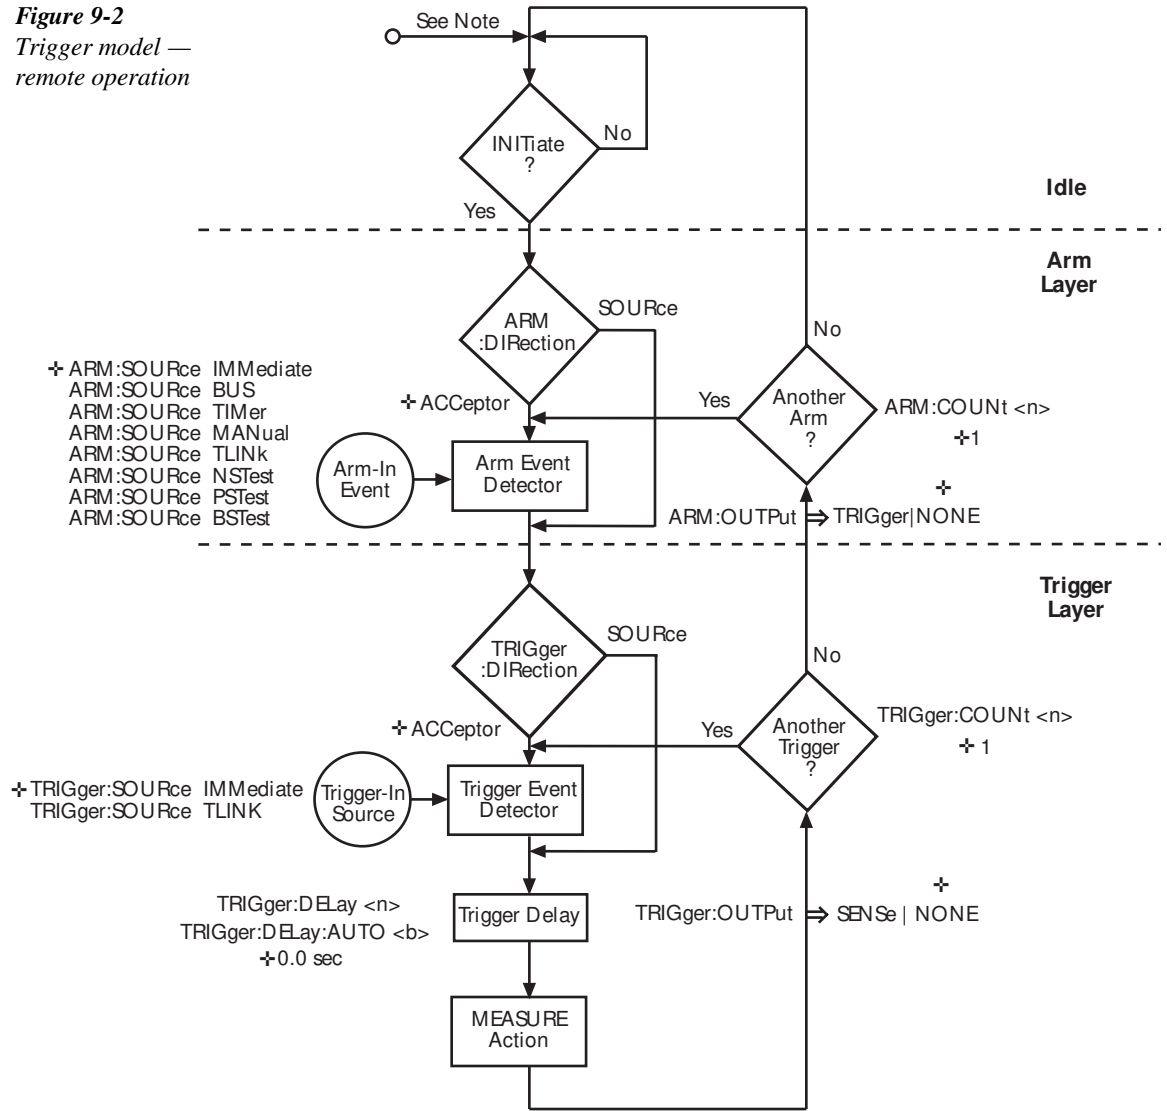 Figure 9-2
Trigger model —
remote operation
See Note
INITiate
?
No
Yes
Idle
Arm
Layer
ARM
:DIRection
SOURce
No
✛ ARM:SOURce IMMediate
ARM:SOURce BUS
ARM:SOURce TIMer
ARM:SOURce MANual
ARM:SOURce TLINk
ARM:SOURce NSTest
ARM:SOURce PSTest
ARM:SOURce BSTest
✛ ACCeptor
Yes
Another
Arm
?
ARM:COUNt <n>
✛1
Arm-In
Event
Arm Event
Detector
✛
ARM:OUTPut ⇒ TRIGger|NONE
Trigger
Layer
TRIGger
:DIRection
SOURce
No
✛ ACCeptor
Yes
Another
Trigger
?
TRIGger:COUNt <n>
✛ 1
✛TRIGger:SOURce IMMediate
TRIGger:SOURce TLINK
Trigger-In
Source
Trigger Event
Detector
TRIGger:DELay <n>
TRIGger:DELay:AUTO <b>
✛0.0 sec
Trigger Delay
✛
TRIGger:OUTPut ⇒ SENSe | NONE
MEASURE
Action